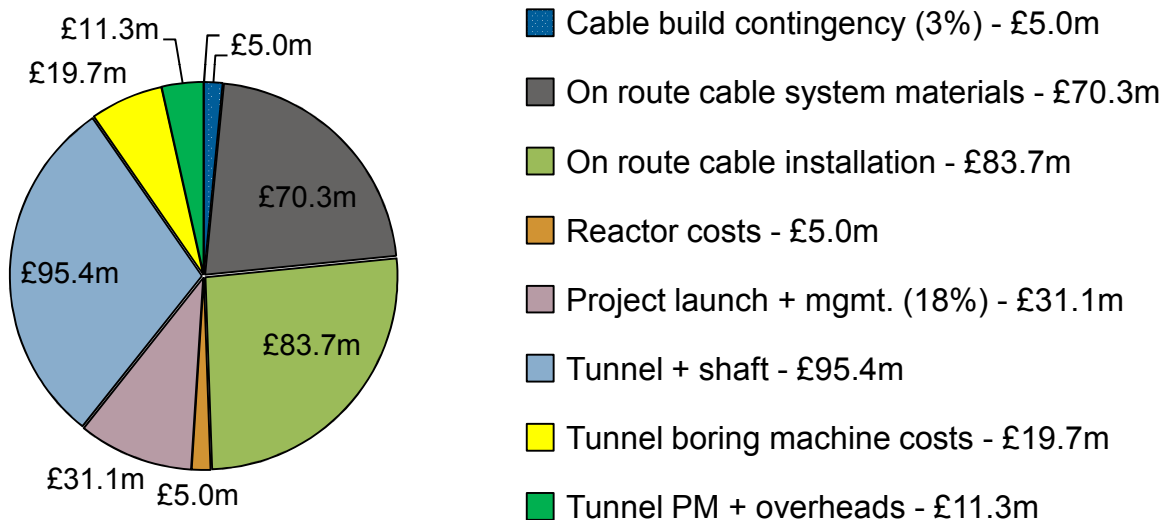 £11.3m
£5.0m
£19.7m
£70.3m
£95.4m
£83.7m
£31.1m
£5.0m
Cable build contingency (3%) - £5.0m
On route cable system materials - £70.3m
On route cable installation - £83.7m
Reactor costs - £5.0m
Project launch + mgmt. (18%) - £31.1m
Tunnel + shaft - £95.4m
Tunnel boring machine costs - £19.7m
Tunnel PM + overheads - £11.3m